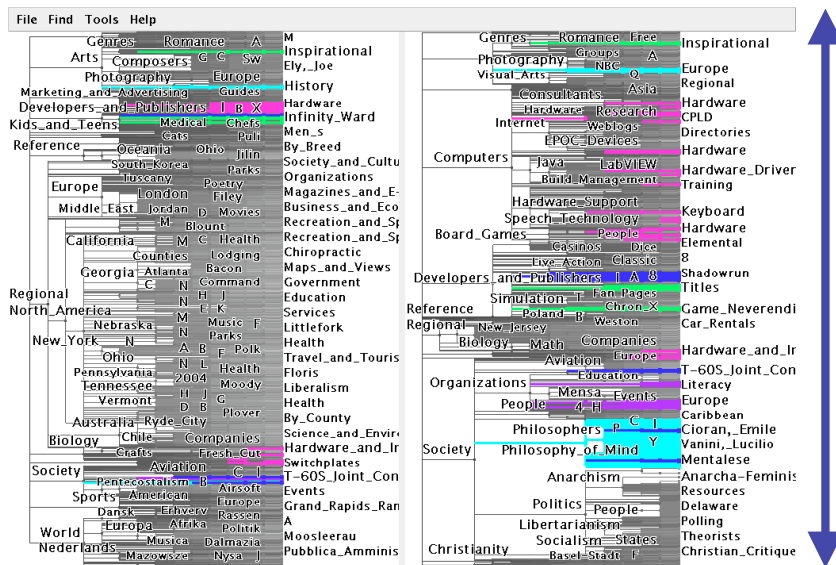 File Find Tools Help
Genres Romance A M
Inspirational
Arts Composers G C Sw
Ely,_Joe
Photography Europe
Marketing_and_Advertising Guides History
Developers_and_Publishers I B X Hardware
Kids_and_Teens Medical Chefs Infinity_Ward
Cats Puli Men_s
Reference Oceania Ohio Jilin By_Breed
South_Korea Parks Society_and_Cultu
Tuscany Poetry Organizations
Europe London Filey Magazines_and_E-
Middle_East Jordan D Movies Business_and_Eco
M Blount Recreation_and_Sp
California M C Health Recreation_and_Sp
Counties Lodging Chiropractic
Georgia Atlanta Bacon Maps_and_Views
C N Command Government
Regional N H J Education
North_America N E K Services
Nebraska M Music F Littlefork
New_York N N Parks Health
Ohio A B F Polk Travel_and_Touris
Pennsylvania N L Health Floris
Tennessee 2004 Moody Liberalism
Vermont H J G Health
D B Plover
Australia Ryde_City By_County
Biology Chile Companies Science_and_Enviro
Crafts Fresh_Cut Hardware_and_In
Society Aviation C I Switchplates
Pentecostalism B T-60S_Joint_Con
Sports American Airsoft Events
Europe Grand_Rapids_Ran
Dansk Erhverv Rassen
World Europa Afrika Politik A
Nederlands Musica Dalmazia Moosleerau
Mazowsze Nysa J Pubblica_Amminis
Genres Romance Free
Inspirational
Groups A
Photography NBC Europe
Visual_Arts Q Regional
Asia
Consultants Hardware
Hardware Research CPLD
Internet Weblogs Directories
EPOC_Devices Hardware
Computers Java LabVIEW
Hardware_Driver
Build_Management Training
Hardware_Support
Keyboard
Speech_Technology Hardware
Board_Games People Elemental
Casinos Dice
Live_Action Classic 8
Developers_and_Publishers I A 8 Shadowrun
Fan_Pages Titles
Simulation T
Reference Poland B Chron_X Game_Neverendi
Regional New_Jersey Weston Car_Rentals
Biology Math Companies
Europe Hardware_and_In
Aviation
Education T-60S_Joint_Con
Organizations Mensa Literacy
Events Europe
People 4 H Caribbean
Philosophers P C I Cioran,_Emile
Society Philosophy_of_Mind Y Vanini,_Lucilio
Mentalese
Anarchism Anarcha-Feminis
Resources
Politics People Delaware
Libertarianism Polling
Socialism States Theorists
Christianity Basel-Stadt F Christian_Critique